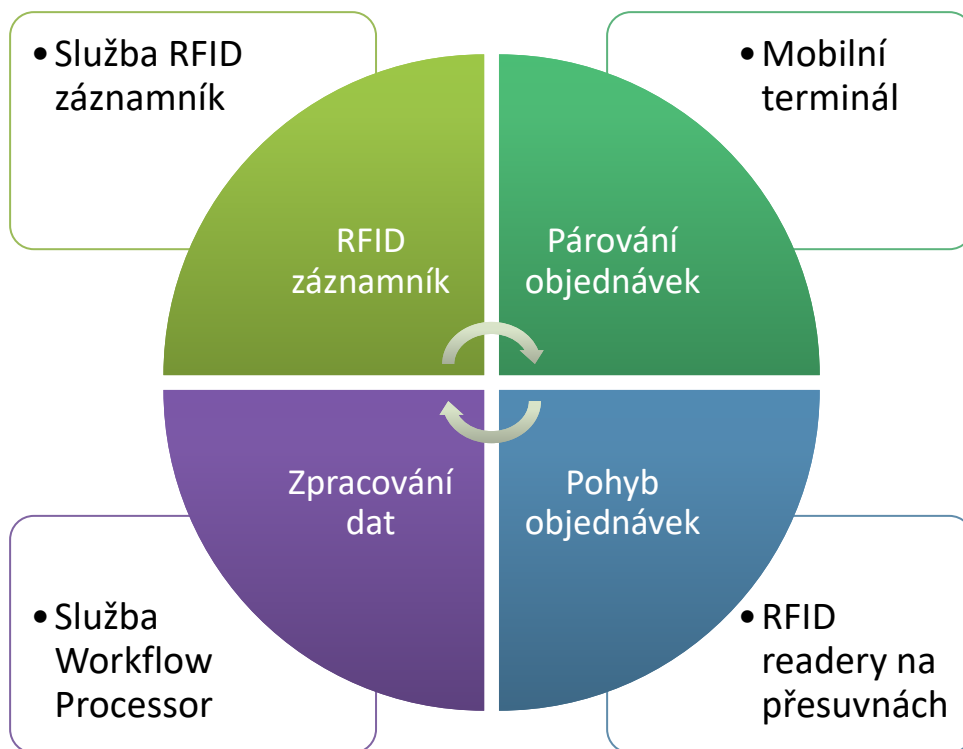 • Služba RFID
záznamník
• Mobilní
terminál
RFID
záznamník
Párování
objednávek
Zpracování
dat
Pohyb
objednávek
• Služba
Workflow
Processor
• RFID
readery na
přesuvnách